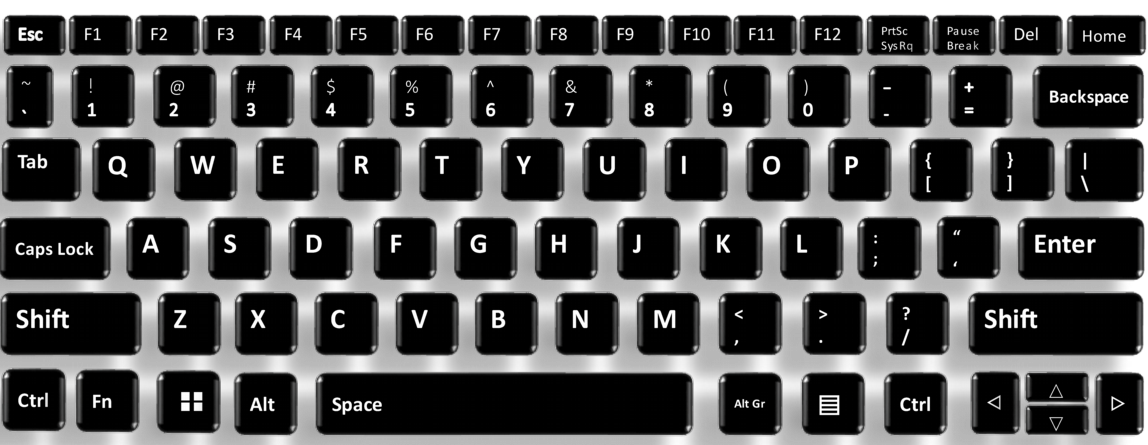 Esc F1 F2 F3 F4 F5 F6 F7 F8 F9 F10 F11 F12 PrtSc Pause Del Home
SysRq Break
~ ! @ # $ % ^ & * ( ) – +
` 1 2 3 4 5 6 7 8 9 0 - = Backspace
Tab Q W E R T Y U I O P { } |
[ ] \
Caps Lock A S D F G H J K L : “ Enter
; ‘
Shift Z X C V B N M < > ? Shift
, . /
Ctrl Fn Alt Space Alt Gr Ctrl